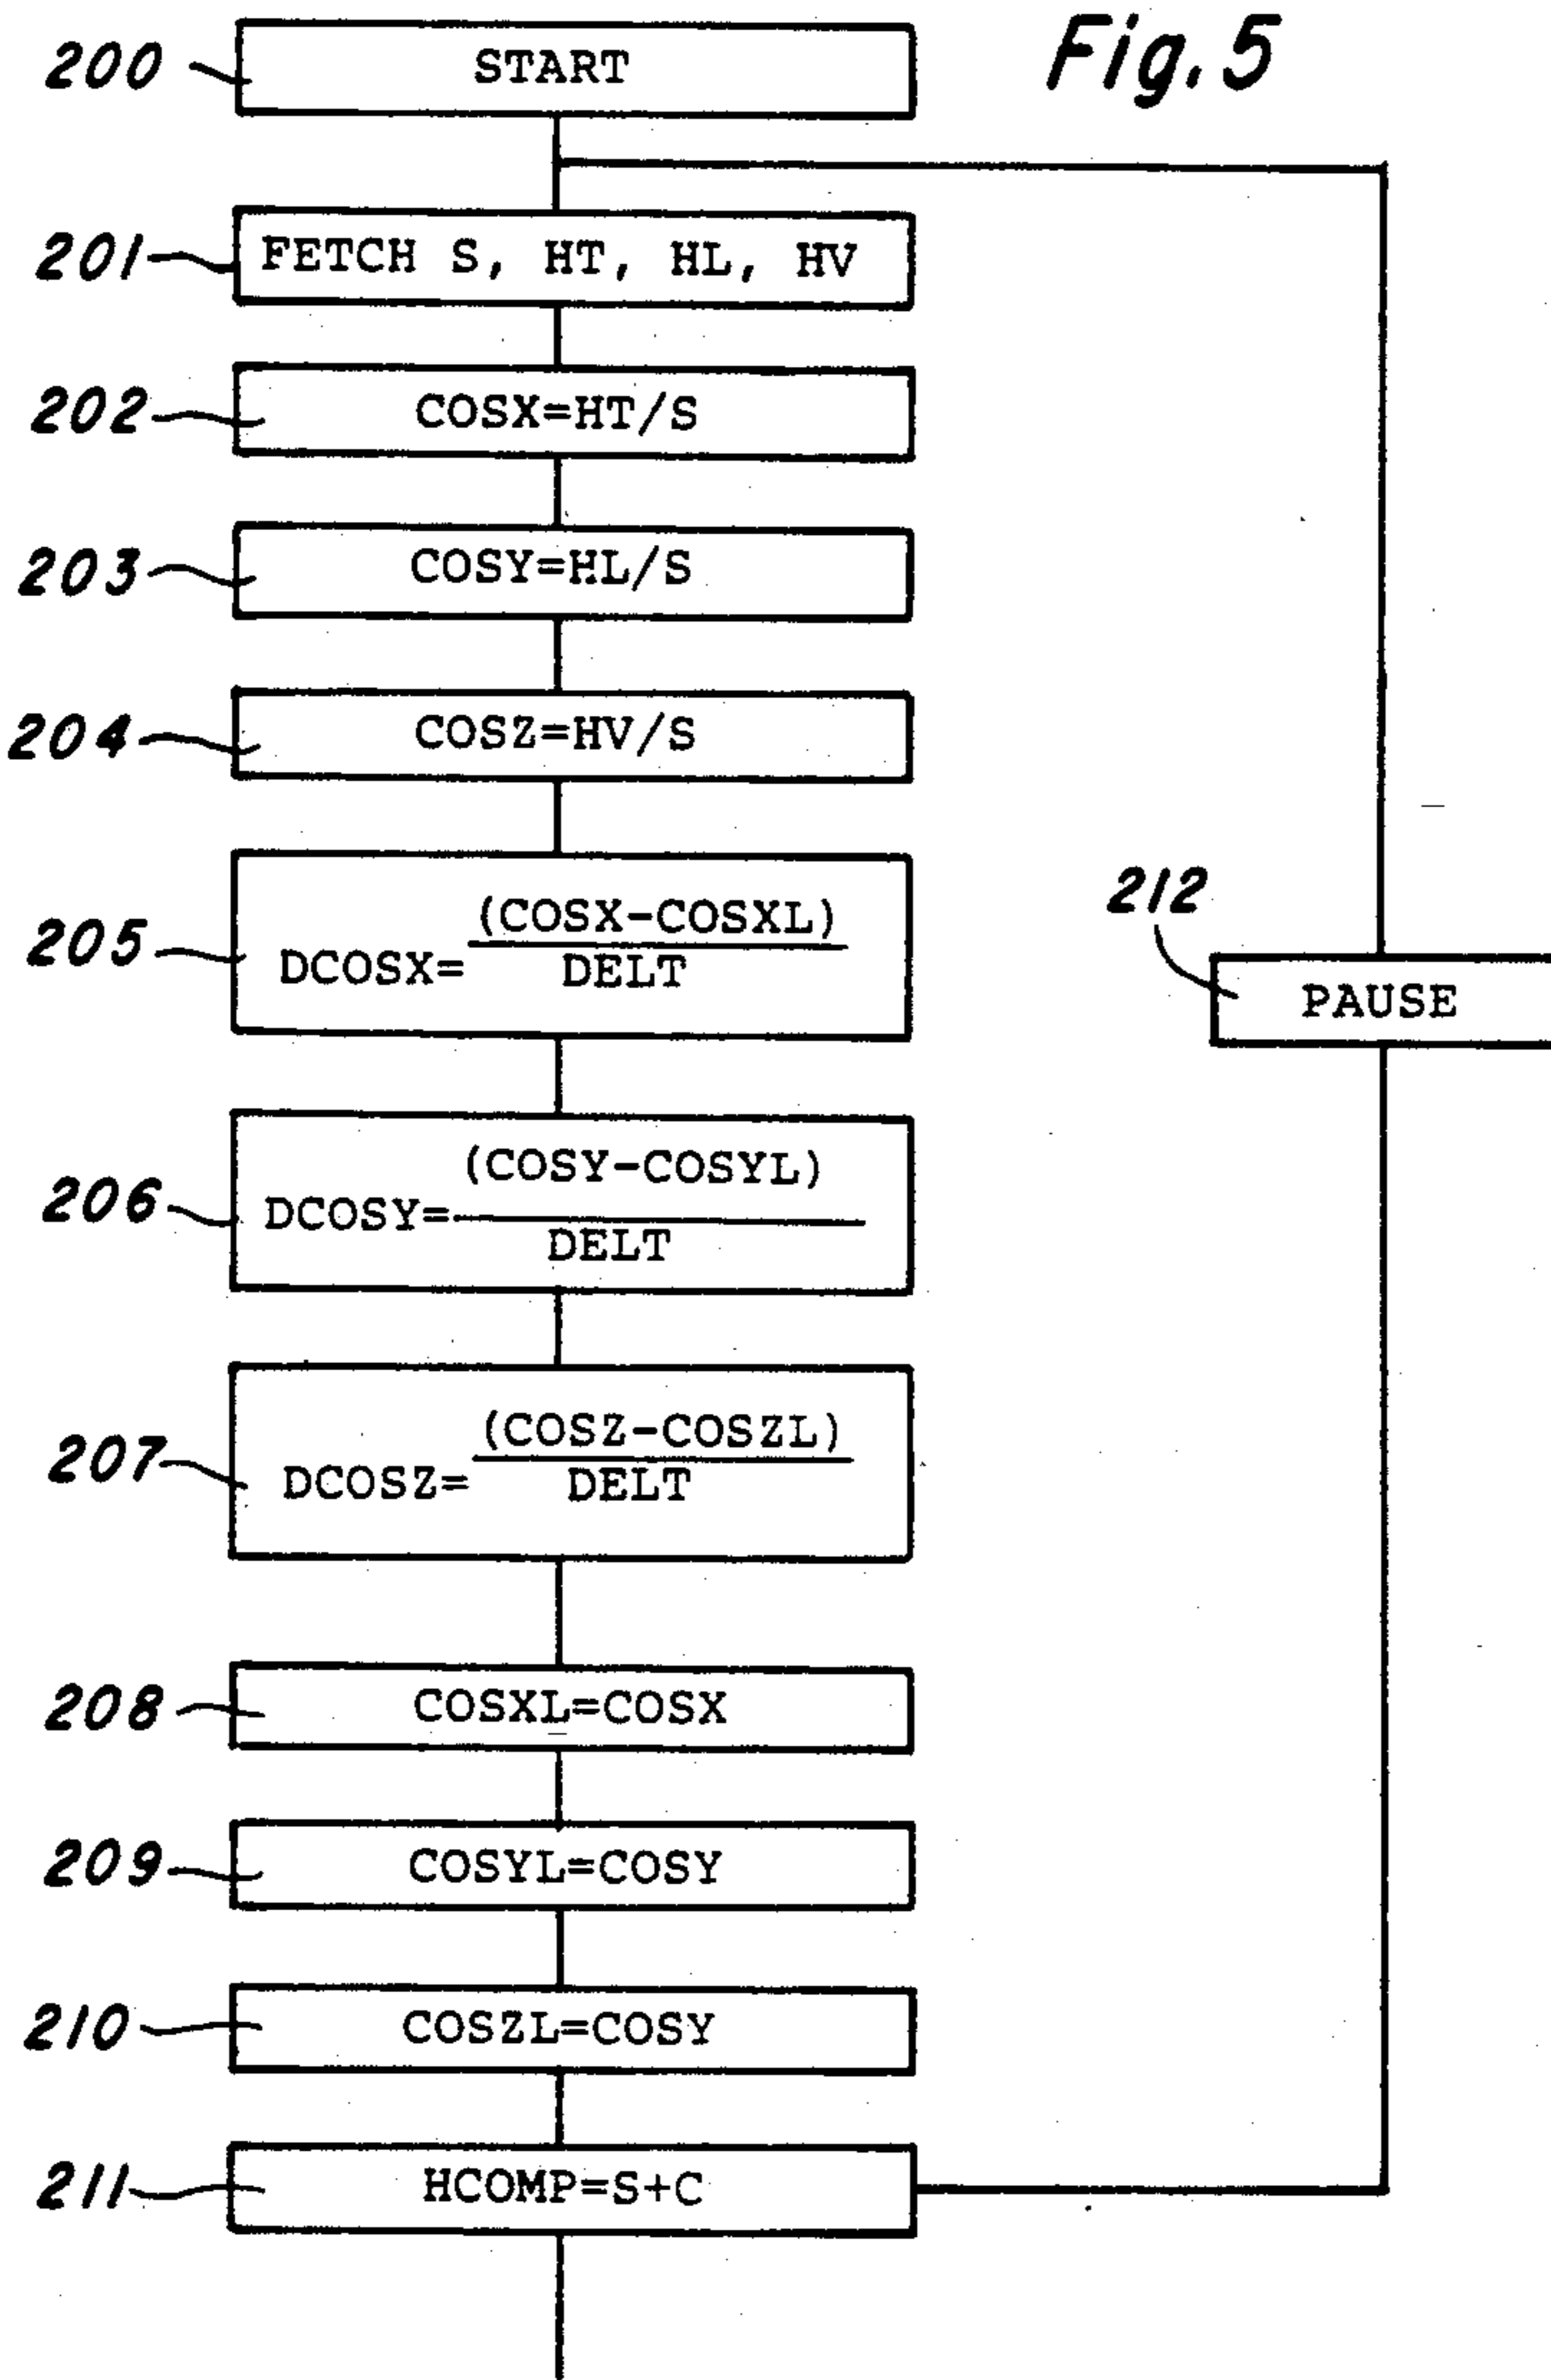 Fig.5
200 START
201 FETCH S, HT, HL, HV
202 COSX=HT/S
203 COSY=HL/S
204 COSZ=HV/S
205 DCOSX= (COSX-COSXL)
DELT
212 PAUSE
206 DCOSY= (COSY-COSYL)
DELT
207 DCOSZ= (COSZ-COSZL)
DELT
208 COSXL=COSX
209 COSYL=COSY
210 COSZL=COSY
211 HCOMP=S+C